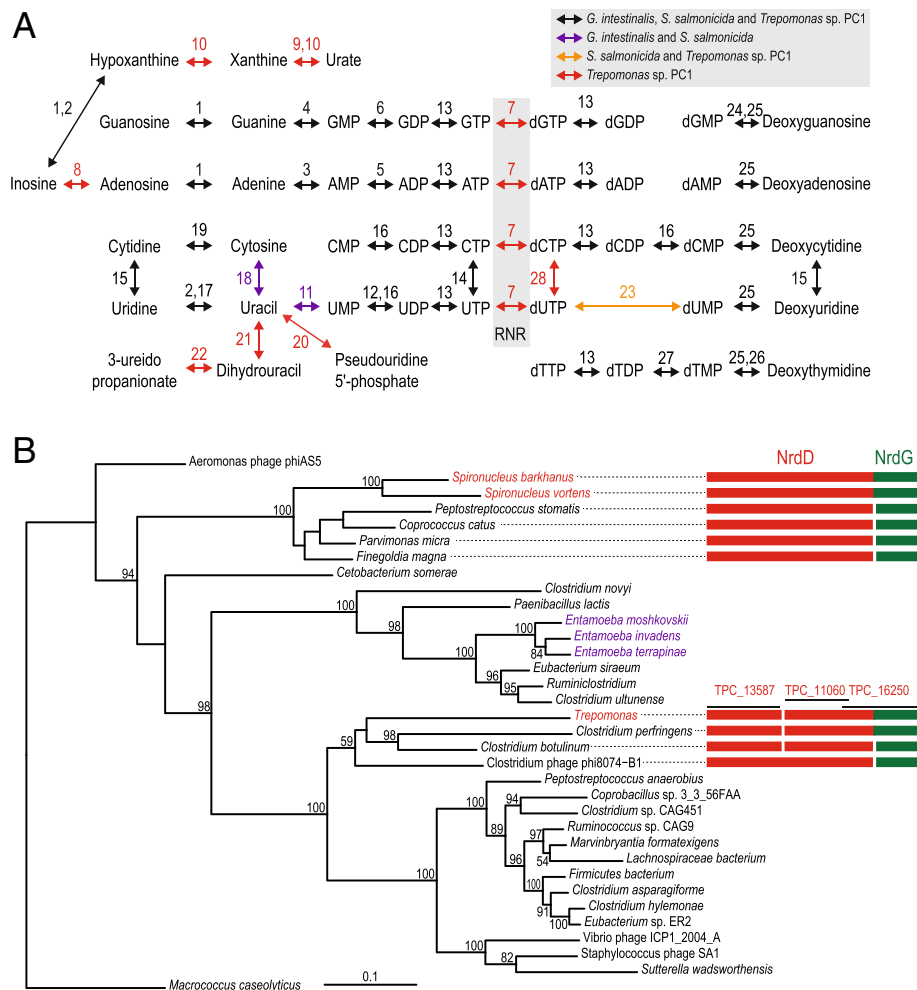 A
G. intestinalis, S. salmonicida and Trepomonas sp. PC1
G. intestinalis and S. salmonicida
S. salmonicida and Trepomonas sp. PC1
Trepomonas sp. PC1
10 9,10
Hypoxanthine Xanthine Urate
1,2
1 4 6 13 7 13 24,25
Guanosine Guanine GMP GDP GTP dGTP dGDP dGMP Deoxyguanosine
8 1 3 5 13 7 13 25
Inosine Adenosine Adenine AMP ADP ATP dATP dADP dAMP Deoxyadenosine
19 16 13 7 13 16 25
Cytidine Cytosine CMP CDP CTP dCTP dCDP dCMP Deoxycytidine
15 18 14 28 15
2,17 11 12,16 13 7 23 25
Uridine Uracil UMP UDP UTP dUTP dUMP Deoxyuridine
21 20 RNR
22
3-ureido
propionate
Dihydrouracil
Pseudouridine
5'-phosphate
13 27 25,26
dTTP dTDP dTMP Deoxythymidine
B
NrdD NrdG
Aeromonas phage phiAS5
100 Spironucleus barkhanus
100 Spironucleus vortens
Peptostreptococcus stomatis
Coprococcus catus
Parvimonas micra
Finegoldia magna
94
Cetobacterium somerae
100 Clostridium novyi
98 Paenibacillus lactis
100 100 Entamoeba moshkovskii
Entamoeba invadens
84 Entamoeba terrapinae
96 Eubacterium siraeum
95 Ruminiclostridium
Clostridium ultunense
98
TPC_13587 TPC_11060 TPC_16250
Trepomonas
59 98 Clostridium perfringens
Clostridium botulinum
Clostridium phage phi8074−B1
100
100 Peptostreptococcus anaerobius
94 Coprobacillus sp. 3_3_56FAA
Clostridium sp. CAG451
89 97 Ruminococcus sp. CAG9
Marvinbryantia formatexigens
96 54 Lachnospiraceae bacterium
100 100 Firmicutes bacterium
Clostridium asparagiforme
91 Clostridium hylemonae
100 Eubacterium sp. ER2
100 Vibrio phage ICP1_2004_A
82 Staphylococcus phage SA1
Sutterella wadsworthensis
0.1
Macrococcus caseolyticus